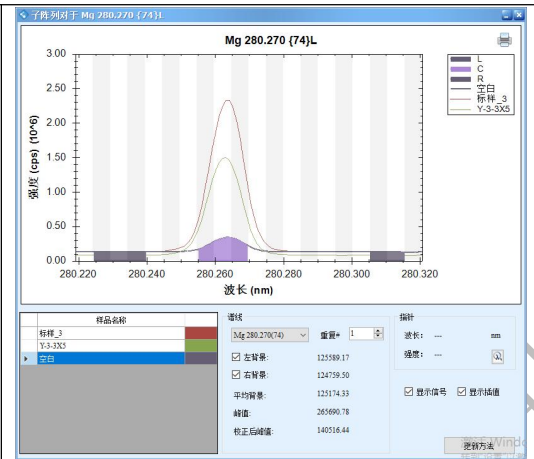 子阵列对于 Mg 280.270 {74}L
Mg 280.270 {74}L
3.00
2.50
2.00
1.50
1.00
0.50
0.00
强度 (cps) (10^6)
280.220
280.240
280.260
280.280
280.300
280.320
波长 (nm)
L
C
R
空白
标样_3
Y-3-3X5
样品名称
标样_3
Y-3-3X5
空白
谱线
Mg 280.270(74) 重复# 1
左背景: 125589.17
右背景: 124759.50
平均背景: 125174.33
峰值: 265690.78
校正后峰值: 140516.44
指针
波长: --- nm
强度: ---
显示信号 显示插值
更新方法